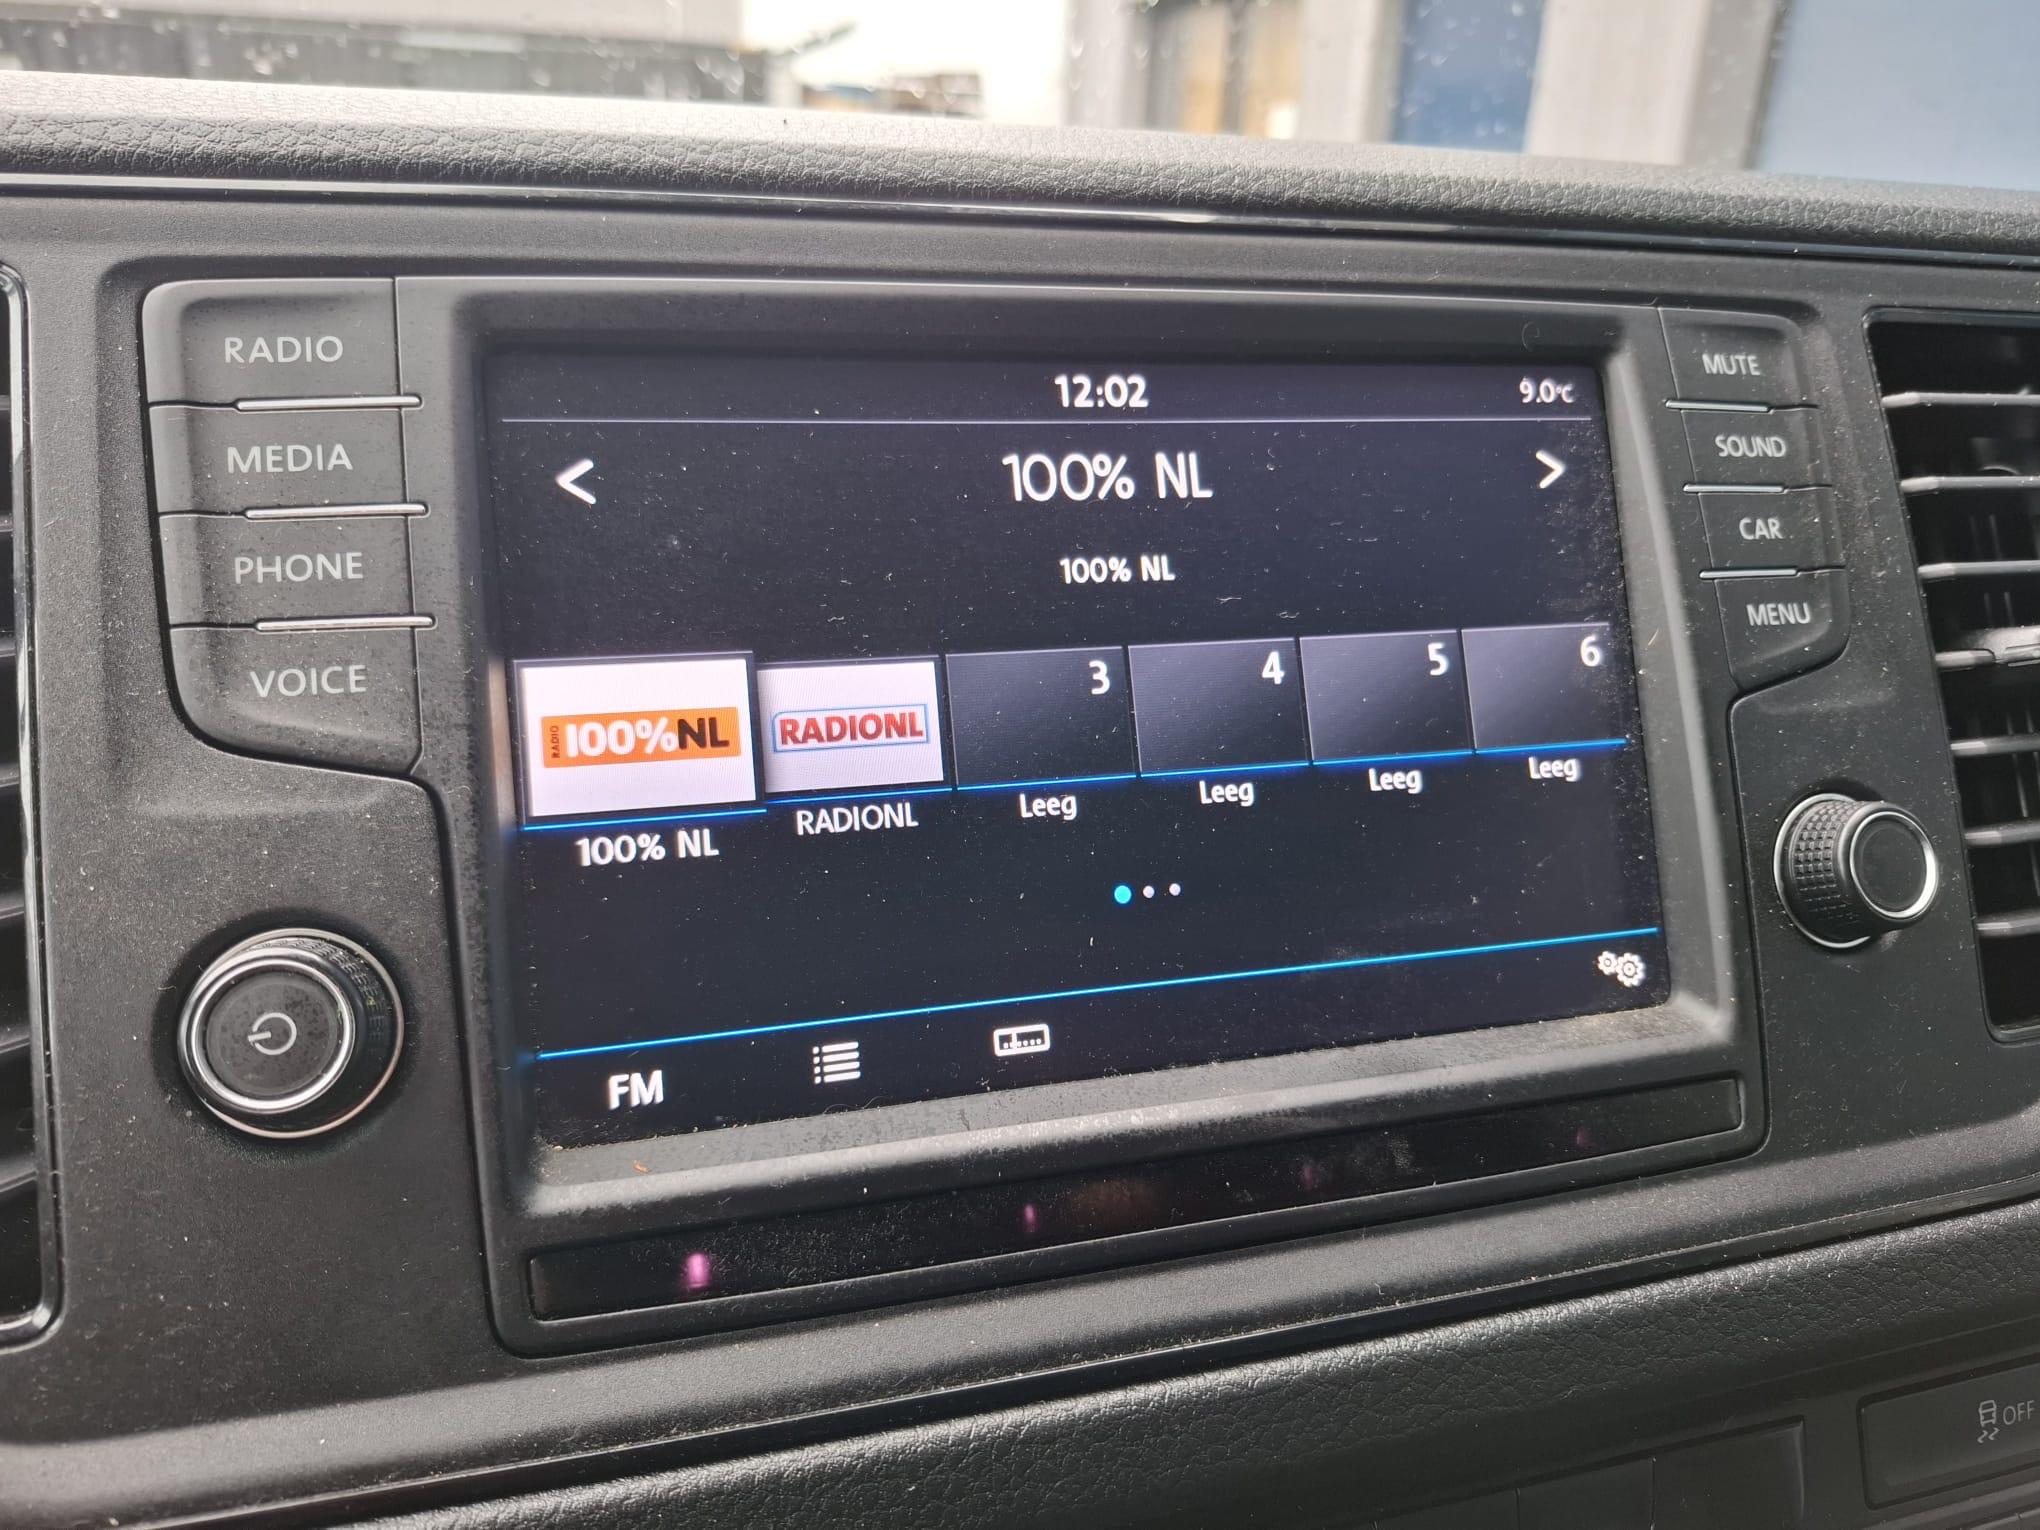 RADIO
MEDIA
PHONE
VOICE
12:02
9.0°C
< 100% NL >
100% NL
RADIO 100%NL
RADIONL
3
4
5
6
100% NL
RADIONL
Leeg
Leeg
Leeg
Leeg
FM
MUTE
SOUND
CAR
MENU
OFF